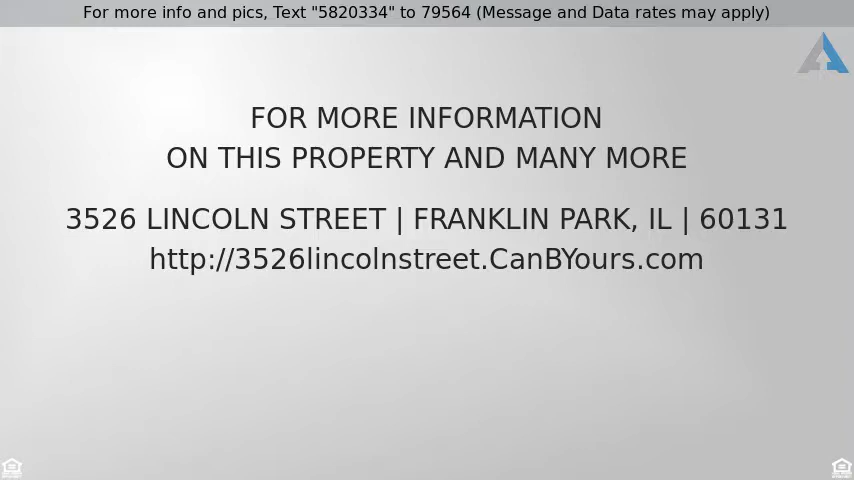 For more info and pics, Text "5820334" to 79564 (Message and Data rates may apply)
FOR MORE INFORMATION
ON THIS PROPERTY AND MANY MORE
3526 LINCOLN STREET | FRANKLIN PARK, IL | 60131
http://3526lincolnstreet.CanBYours.com